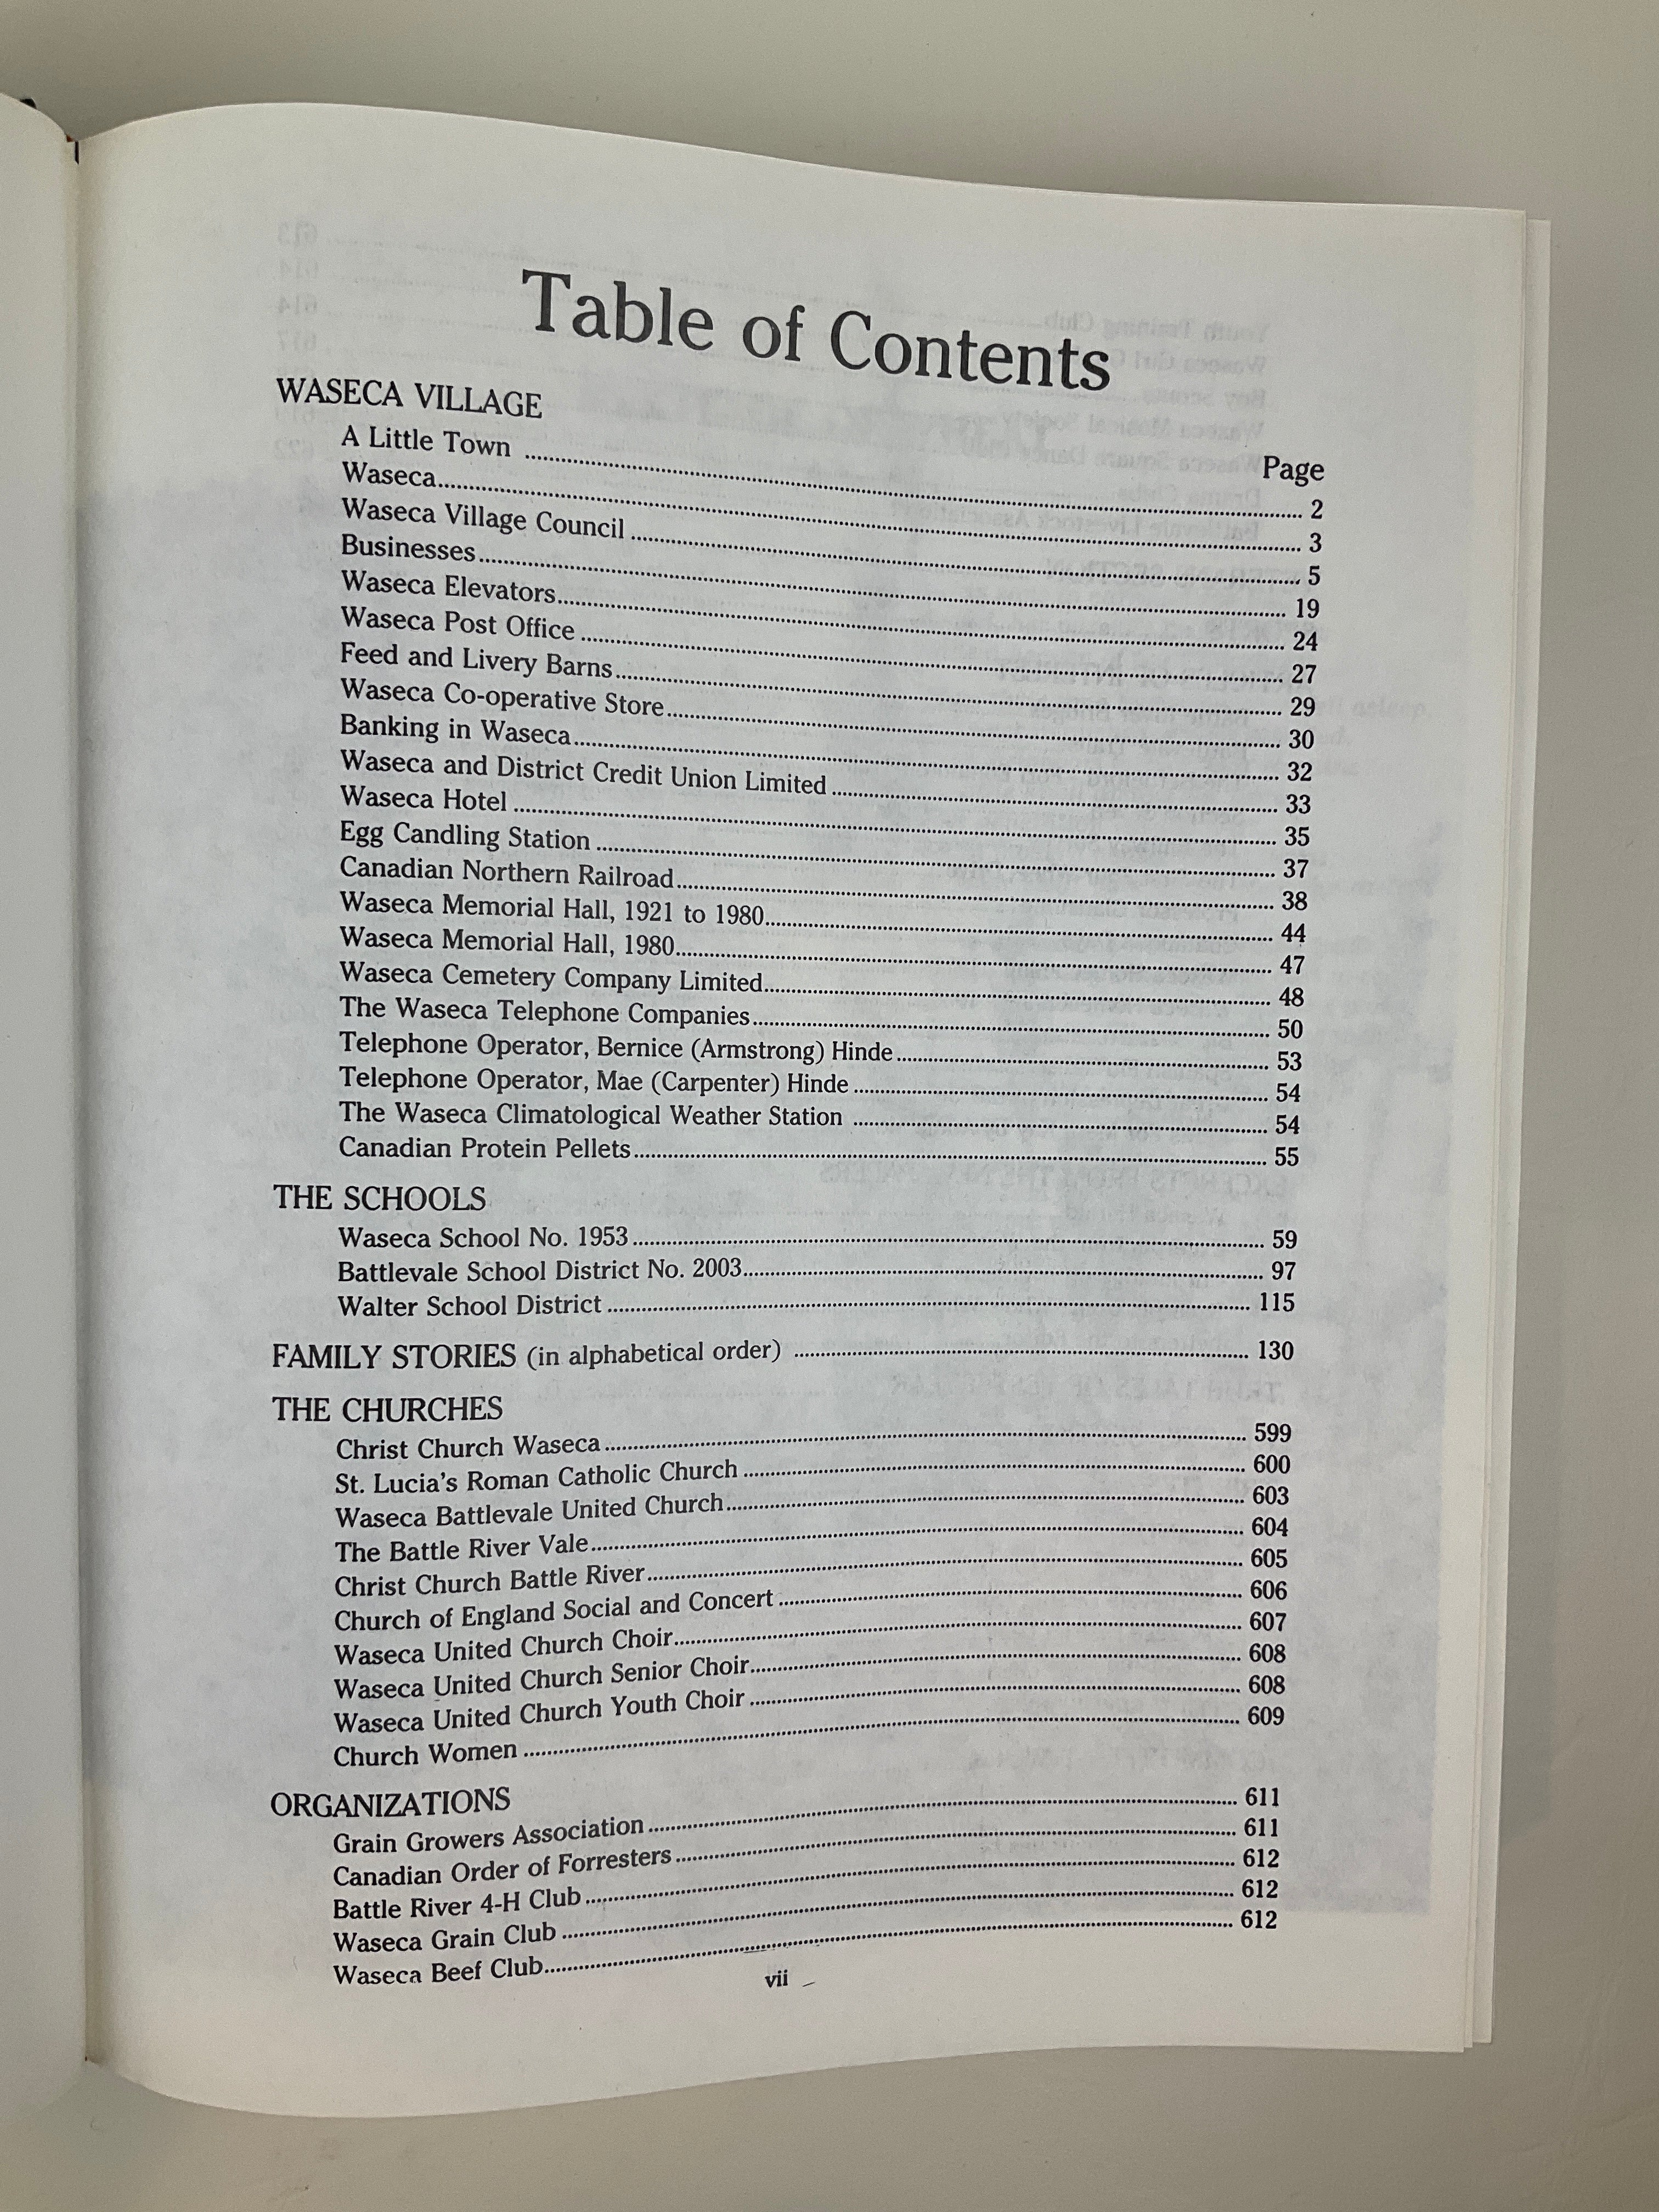 Table of Contents
WASECA VILLAGE
Page
A Little Town ........ 2
Waseca ........ 3
Waseca Village Council ........ 5
Businesses ........ 19
Waseca Elevators ........ 24
Waseca Post Office ........ 27
Feed and Livery Barns ........ 29
Waseca Co-operative Store ........ 30
Banking in Waseca ........ 32
Waseca and District Credit Union Limited ........ 33
Waseca Hotel ........ 35
Egg Candling Station ........ 37
Canadian Northern Railroad ........ 38
Waseca Memorial Hall, 1921 to 1980 ........ 44
Waseca Memorial Hall, 1980 ........ 47
Waseca Cemetery Company Limited ........ 48
The Waseca Telephone Companies ........ 50
Telephone Operator, Bernice (Armstrong) Hinde ........ 53
Telephone Operator, Mae (Carpenter) Hinde ........ 54
The Waseca Climatological Weather Station ........ 54
Canadian Protein Pellets ........ 55
THE SCHOOLS
Waseca School No. 1953 ........ 59
Battlevale School District No. 2003 ........ 97
Walter School District ........ 115
FAMILY STORIES (in alphabetical order) ........ 130
THE CHURCHES
Christ Church Waseca ........ 599
St. Lucia's Roman Catholic Church ........ 600
Waseca Battlevale United Church ........ 603
The Battle River Vale ........ 604
Christ Church Battle River ........ 605
Church of England Social and Concert ........ 606
Waseca United Church Choir ........ 607
Waseca United Church Senior Choir ........ 608
Waseca United Church Youth Choir ........ 608
Church Women ........ 609
ORGANIZATIONS
Grain Growers Association ........ 611
Canadian Order of Forresters ........ 611
Battle River 4-H Club ........ 612
Waseca Grain Club ........ 612
Waseca Beef Club ........ 612
vii